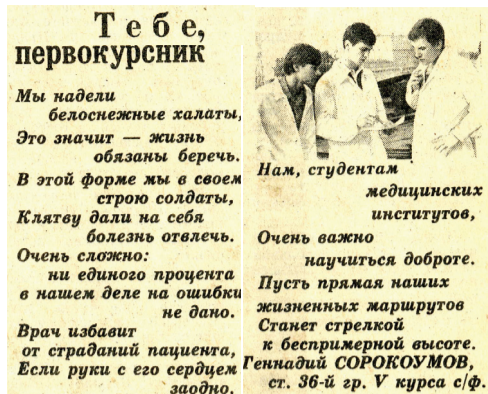 Тебе,
первокурсник
Мы надели
белоснежные халаты,
Это значит — жизнь
обязаны беречь.
В этой форме мы в своем
строю солдаты,
Клятву дали на себя
болезнь отвлечь.
Очень сложно:
ни единого процента
в нашем деле на ошибки
не дано.
Врач избавит
от страданий пациента,
Если руки с его сердцем
заодно.
Нам, студентам
медицинских
институтов,
Очень важно
научиться доброте.
Пусть прямая наших
жизненных маршрутов
Станет стрелкой
к беспримерной высоте.
Геннадий СОРОКОУМОВ,
ст. 36-й гр. V курса с/ф.